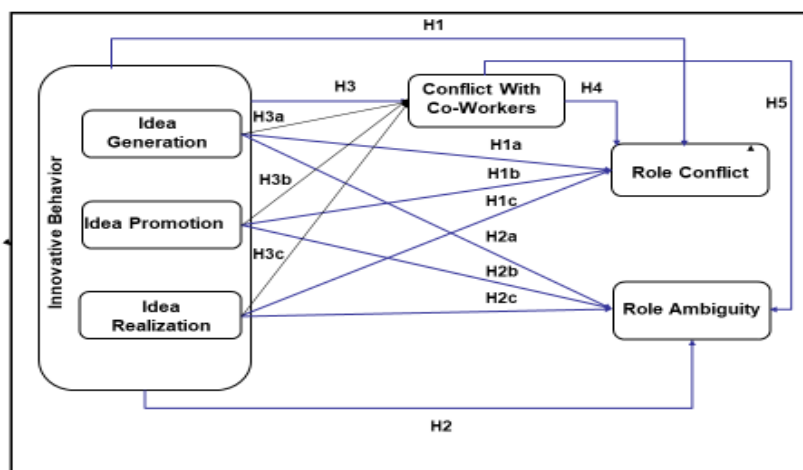 H1
Innovative Behavior
H3
Conflict With
Co-Workers
H4
H5
Idea
Generation
H3a
H1a
Role Conflict
H3b
H1b
Idea Promotion
H1c
H2a
H3c
H2b
Idea
Realization
H2c
Role Ambiguity
H2